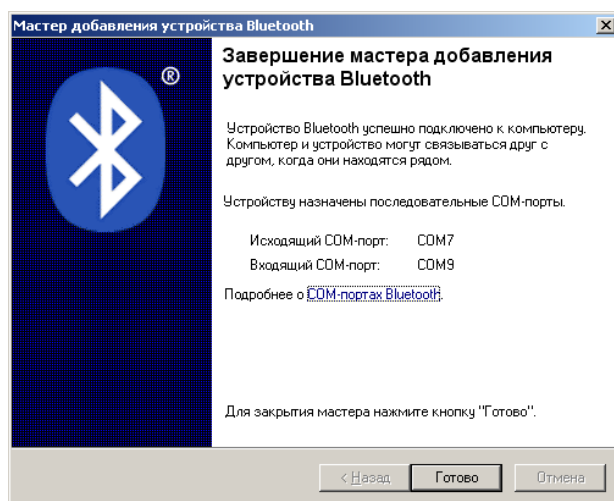 Мастер добавления устройства Bluetooth
®
Завершение мастера добавления
устройства Bluetooth
Устройство Bluetooth успешно подключено к компьютеру.
Компьютер и устройство могут связываться друг с
другом, когда они находятся рядом.
Устройству назначены последовательные COM-порты.
Исходящий COM-порт: COM7
Входящий COM-порт: COM9
Подробнее о COM-портах Bluetooth.
Для закрытия мастера нажмите кнопку "Готово".
< Назад Готово Отмена